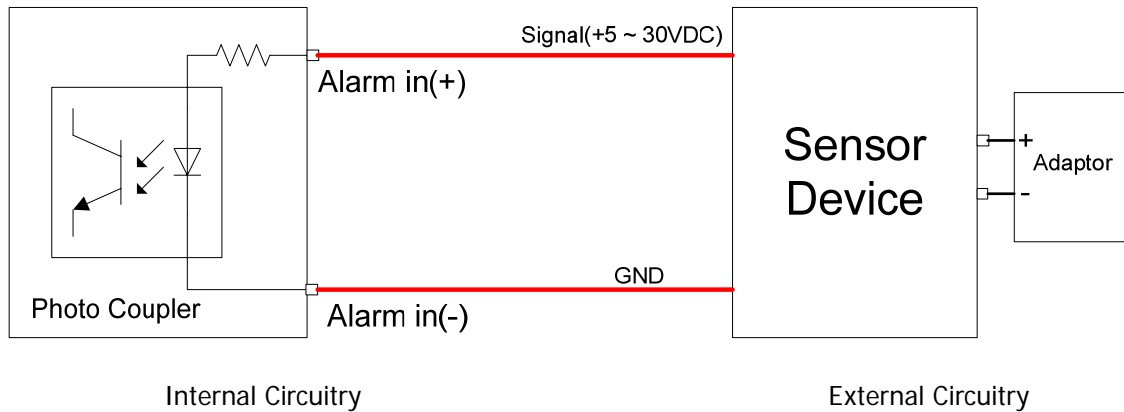 Signal(+5 ~ 30VDC)
Alarm in(+)
Sensor
Device
+
-
Adaptor
GND
Photo Coupler
Alarm in(-)
Internal Circuitry
External Circuitry